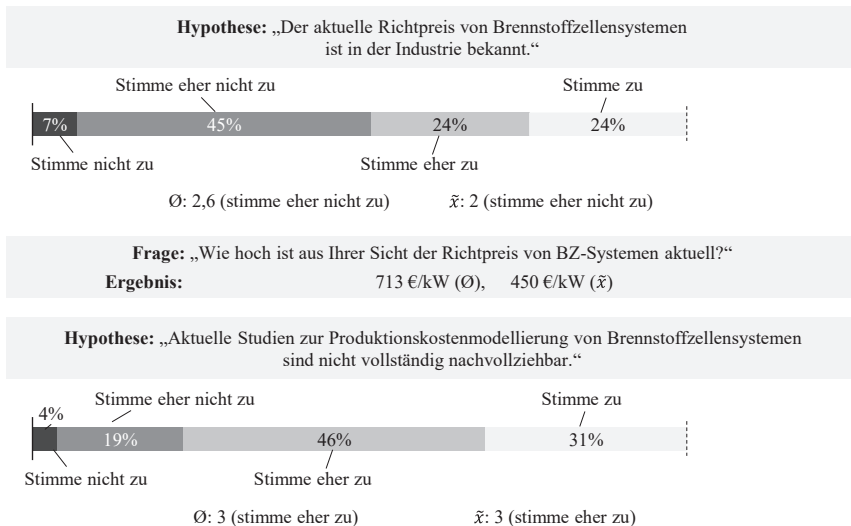 Hypothese: „Der aktuelle Richtpreis von Brennstoffzellensystemen
ist in der Industrie bekannt.“
Stimme eher nicht zu
Stimme zu
7%
45%
24%
24%
Stimme nicht zu
Stimme eher zu
Ø: 2,6 (stimme eher nicht zu)
x̃: 2 (stimme eher nicht zu)
Frage: „Wie hoch ist aus Ihrer Sicht der Richtpreis von BZ-Systemen aktuell?“
Ergebnis: 713 €/kW (Ø), 450 €/kW (x̃)
Hypothese: „Aktuelle Studien zur Produktionskostenmodellierung von Brennstoffzellensystemen
sind nicht vollständig nachvollziehbar.“
Stimme eher nicht zu
Stimme zu
4%
19%
46%
31%
Stimme nicht zu
Stimme eher zu
Ø: 3 (stimme eher zu)
x̃: 3 (stimme eher zu)